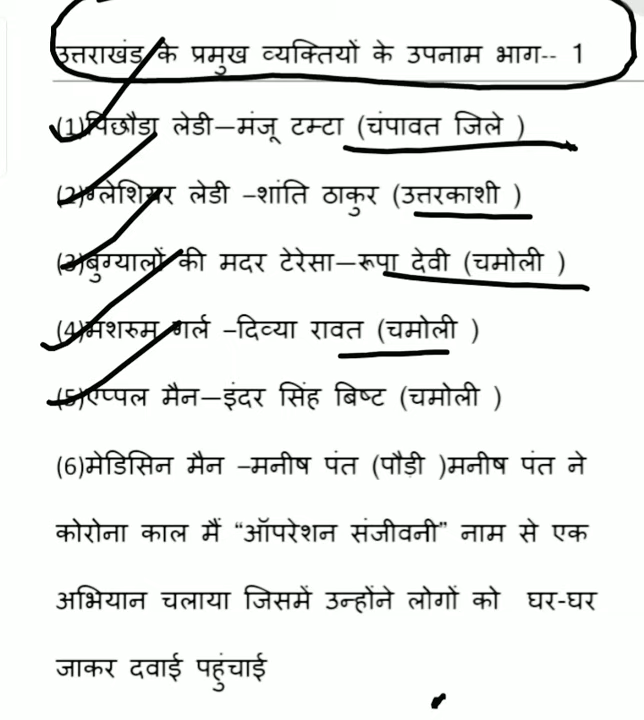 उत्तराखंड के प्रमुख व्यक्तियों के उपनाम भाग-- 1
(1)पिछौडा लेडी–मंजू टम्टा (चंपावत जिले )
(2)ग्लेशियर लेडी –शांति ठाकुर (उत्तरकाशी )
(3)बुग्यालों की मदर टेरेसा–रूपा देवी (चमोली )
(4)मशरुम गर्ल –दिव्या रावत (चमोली )
(5)एप्पल मैन–इंदर सिंह बिष्ट (चमोली )
(6)मेडिसिन मैन –मनीष पंत (पौड़ी )मनीष पंत ने
कोरोना काल मैं “ऑपरेशन संजीवनी” नाम से एक
अभियान चलाया जिसमें उन्होंने लोगों को घर-घर
जाकर दवाई पहुंचाई